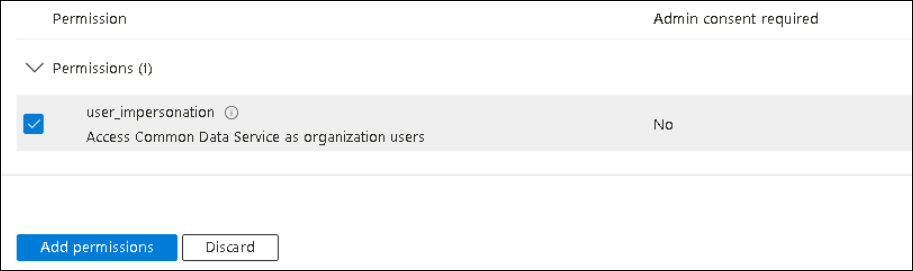 Permission Admin consent required
Permissions (1)
user_impersonation
Access Common Data Service as organization users
No
Add permissions Discard